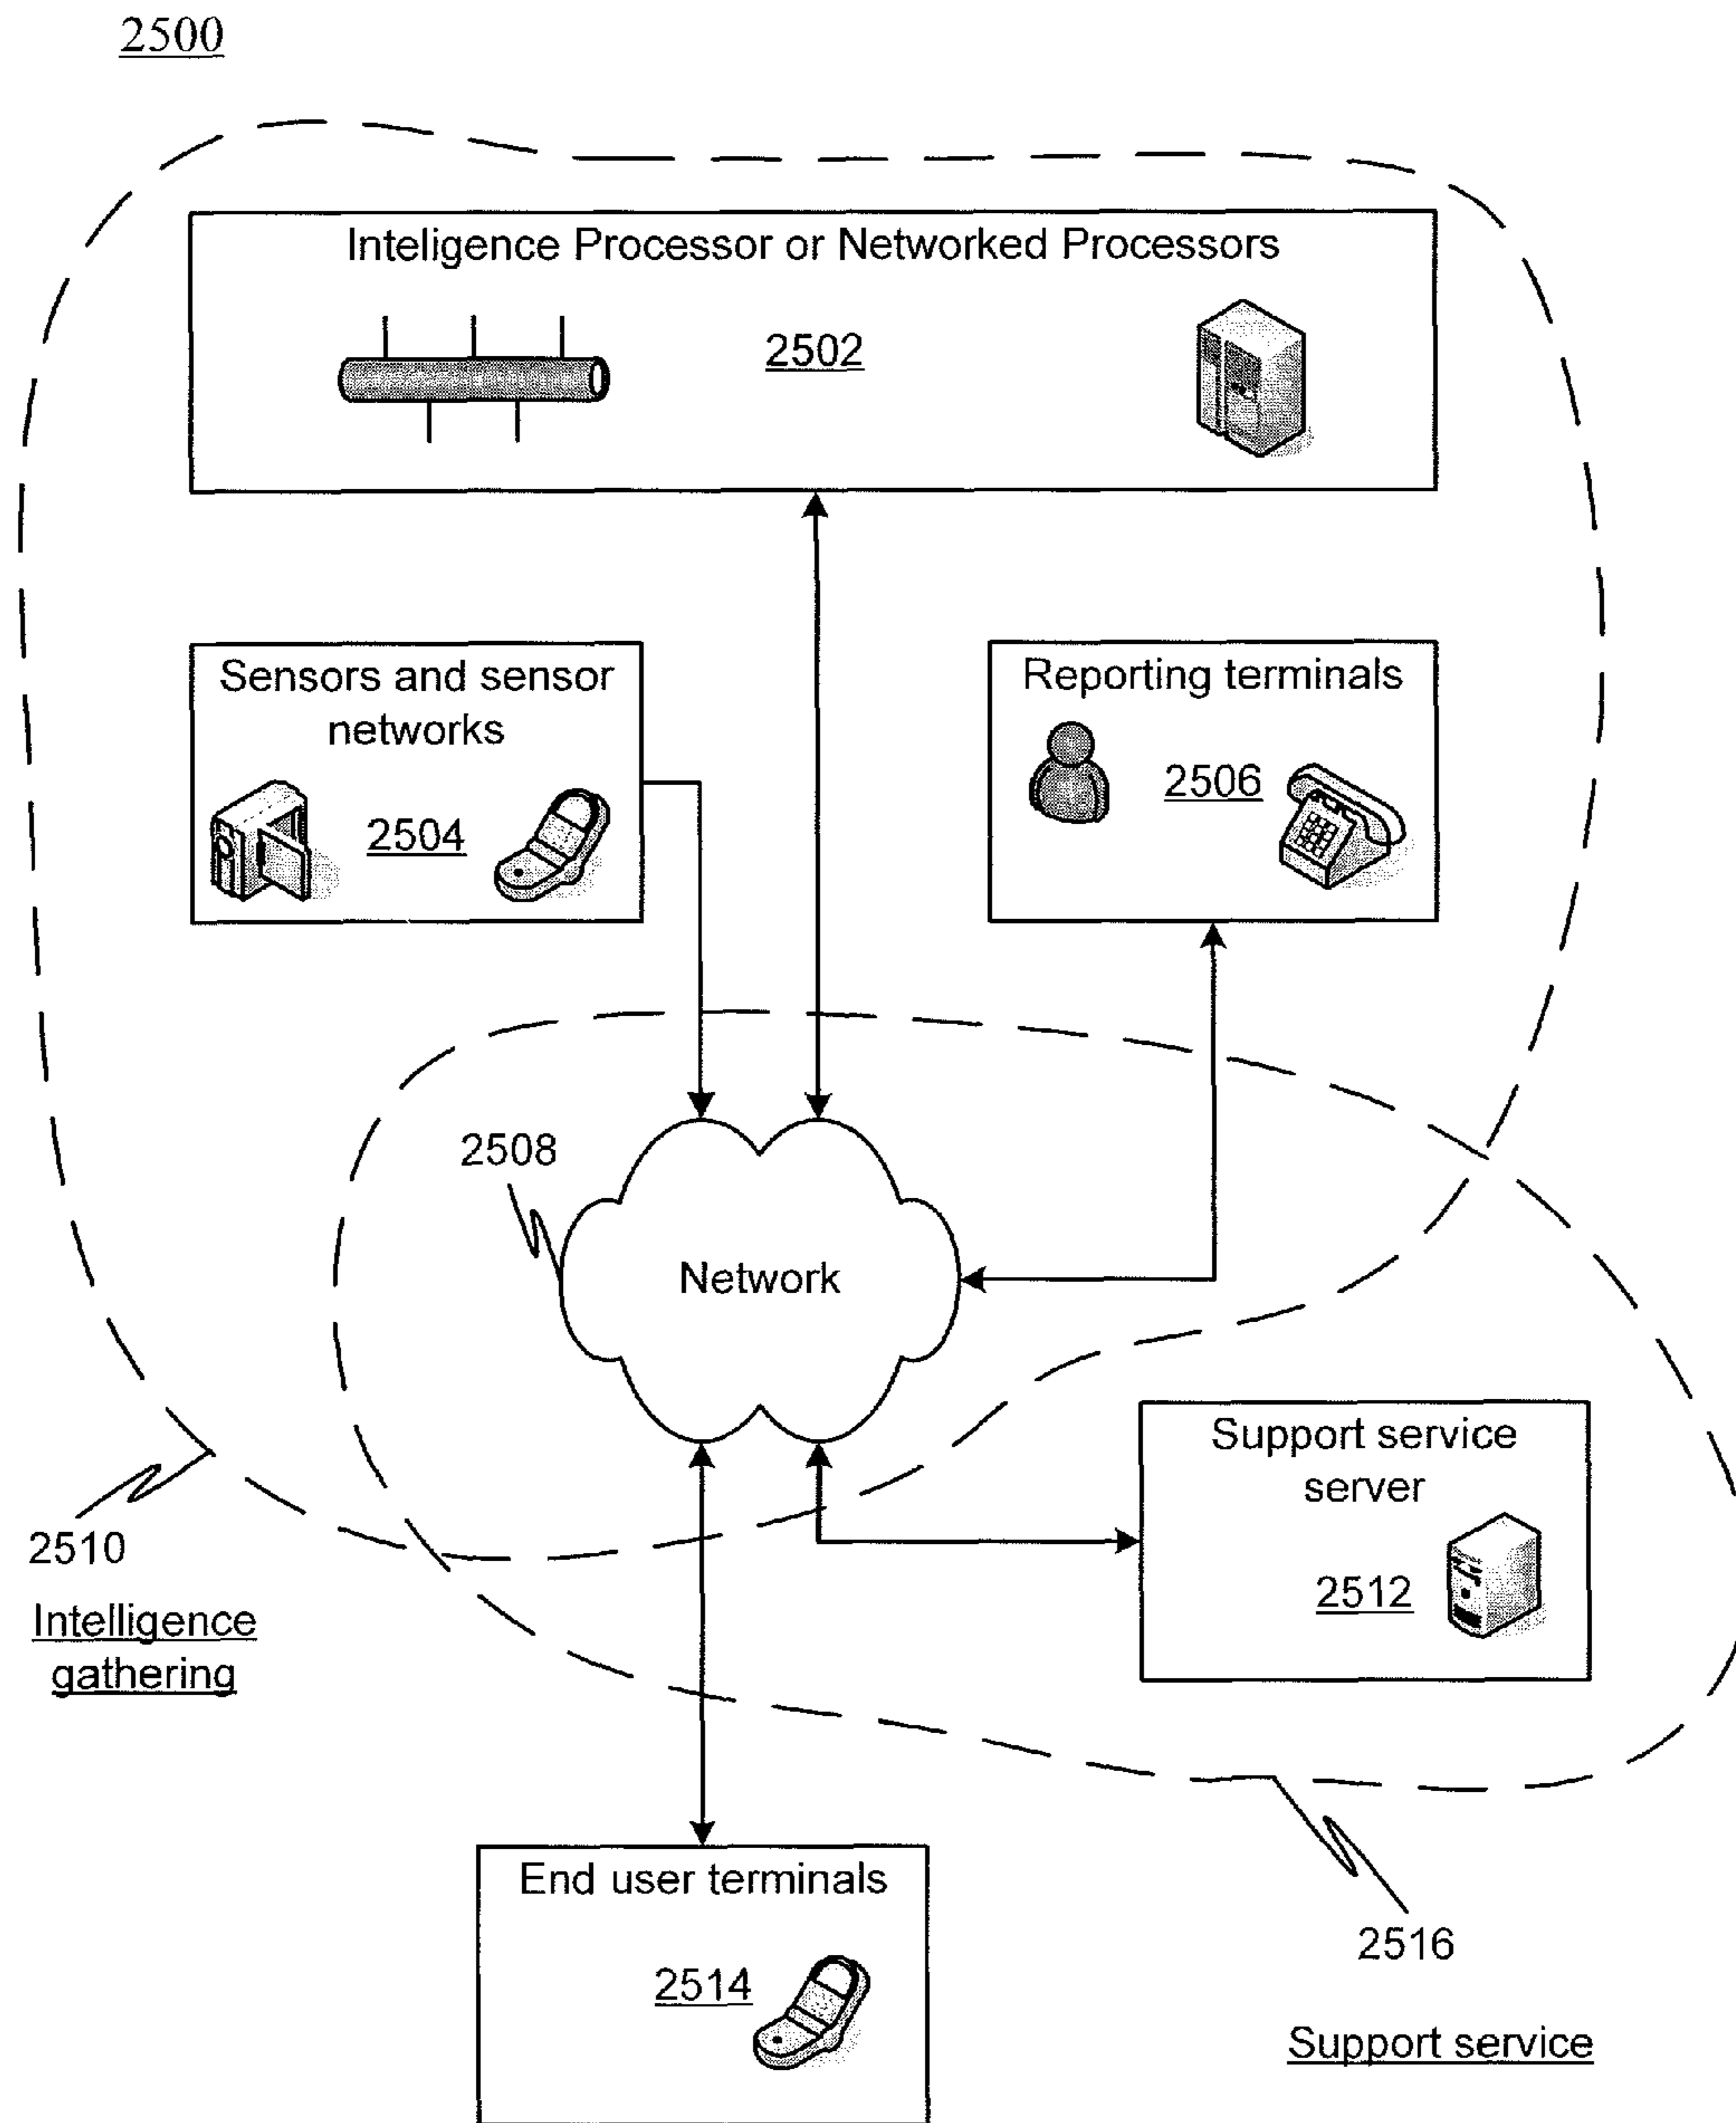 2500
Inteligence Processor or Networked Processors
2502
Sensors and sensor
networks
2504
Reporting terminals
2506
2508
Network
Support service
server
2512
2510
Intelligence
gathering
End user terminals
2514
2516
Support service